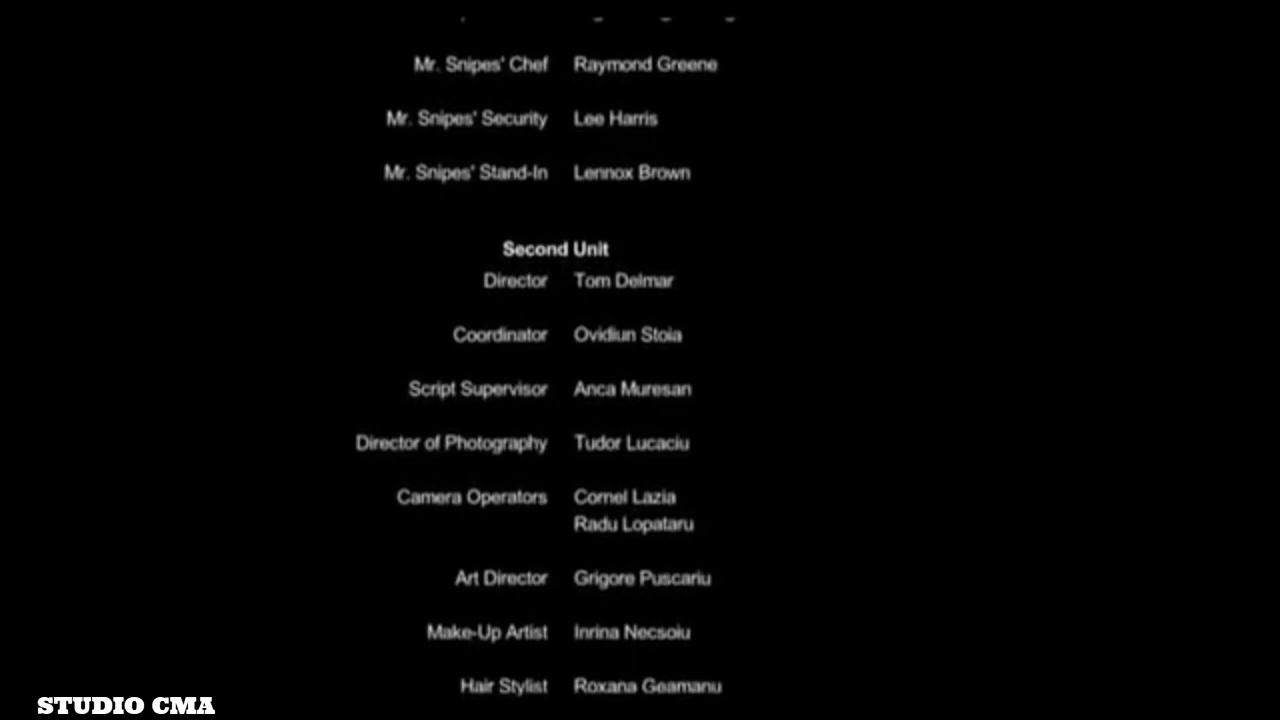 Mr. Snipes' Chef Raymond Greene
Mr. Snipes' Security Lee Harris
Mr. Snipes' Stand-In Lennox Brown
Second Unit
Director Tom Delmar
Coordinator Ovidiun Stoia
Script Supervisor Anca Muresan
Director of Photography Tudor Lucaciu
Camera Operators Cornel Lazia
Radu Lopataru
Art Director Grigore Puscariu
Make-Up Artist Inrina Necsoiu
Hair Stylist Roxana Geamanu
STUDIO CMA